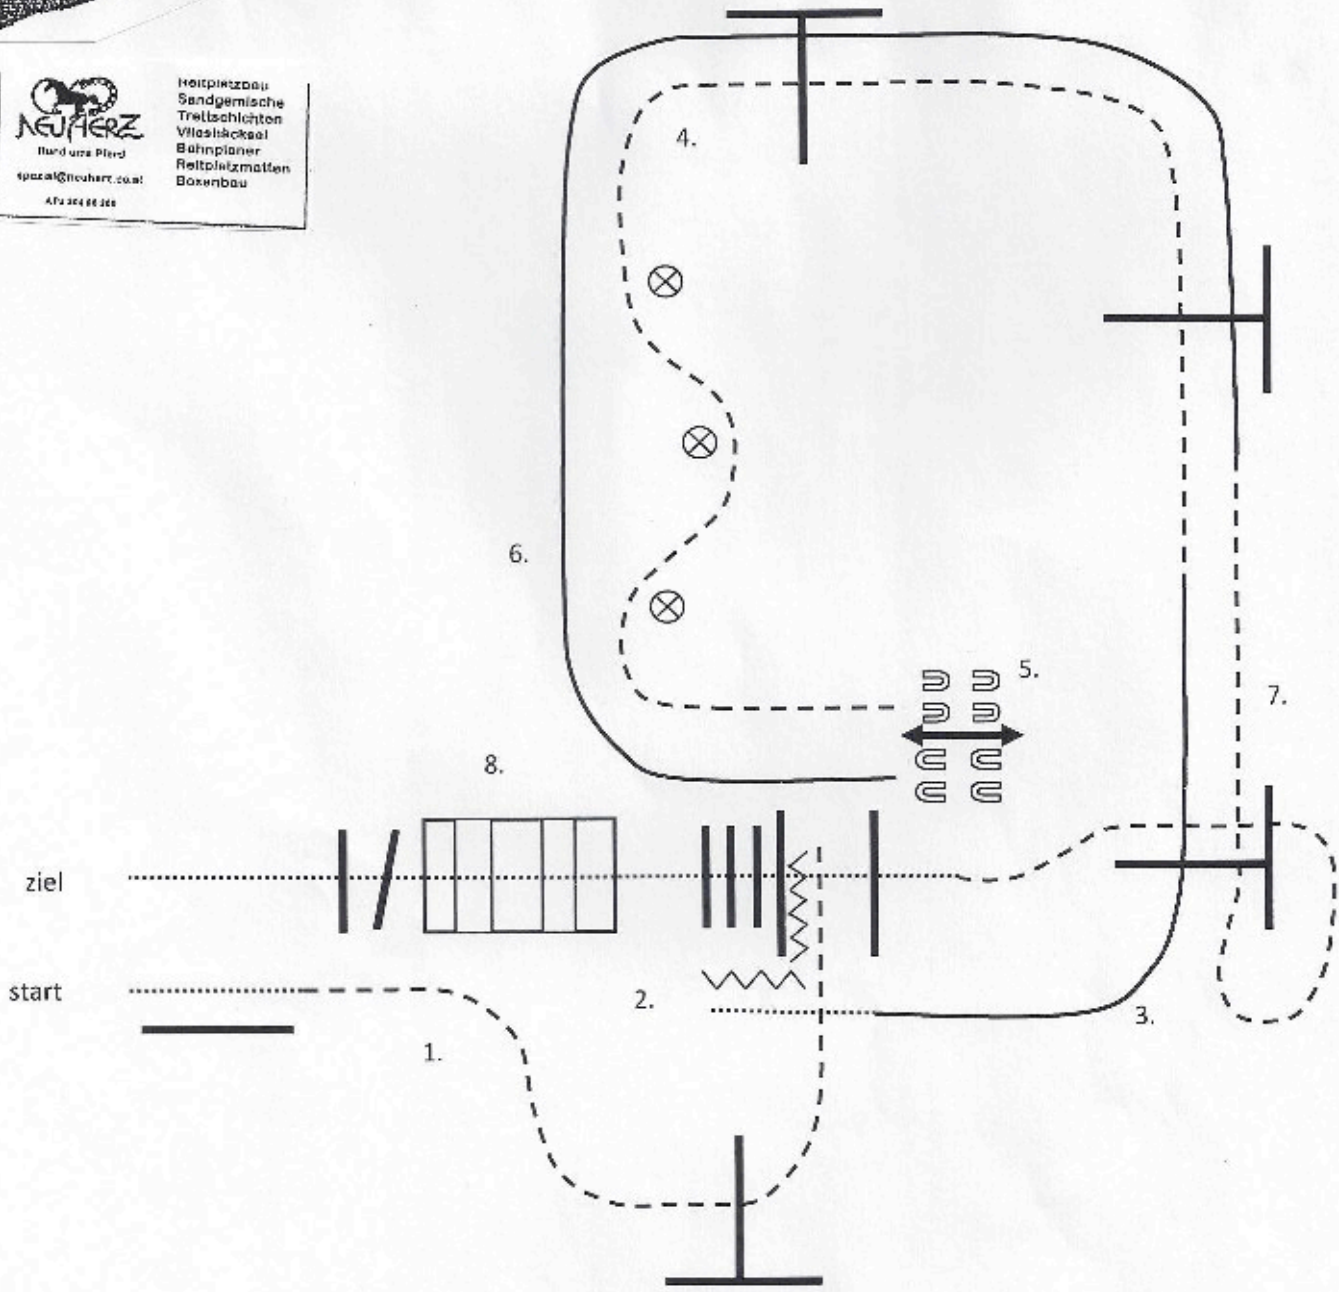 Reitplatzbau
Sandgemische
Trettschichten
Vlieshäcksel
Bahnplaner
Reitplatzmatten
Boxenbau
NEUHERZ
Rund ums Pferd
4.
6.
5.
7.
8.
ziel
start
2.
3.
1.